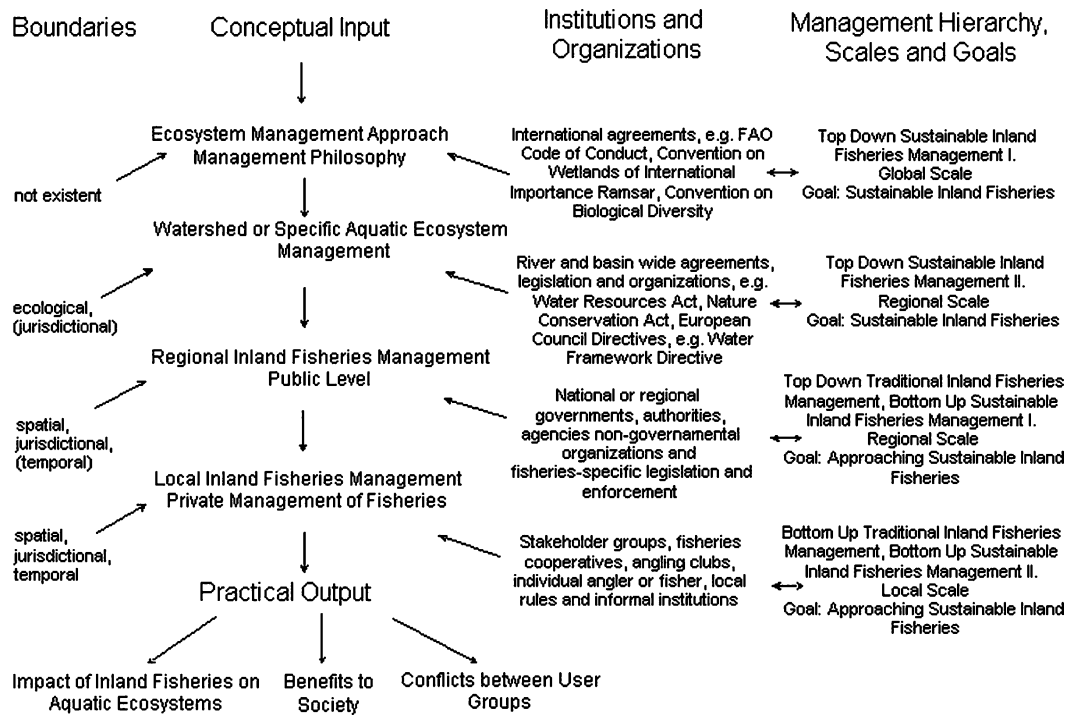 Boundaries
Conceptual Input
Institutions and
Organizations
Management Hierarchy,
Scales and Goals
Ecosystem Management Approach
Management Philosophy
not existent
International agreements, e.g. FAO
Code of Conduct, Convention on
Wetlands of International
Importance Ramsar, Convention on
Biological Diversity
Top Down Sustainable Inland
Fisheries Management I.
Global Scale
Goal: Sustainable Inland Fisheries
Watershed or Specific Aquatic Ecosystem
Management
ecological,
(jurisdictional)
River and basin wide agreements,
legislation and organizations, e.g.
Water Resources Act, Nature
Conservation Act, European
Council Directives, e.g. Water
Framework Directive
Top Down Sustainable Inland
Fisheries Management II.
Regional Scale
Goal: Sustainable Inland Fisheries
Regional Inland Fisheries Management
Public Level
spatial,
jurisdictional,
(temporal)
National or regional
governments, authorities,
agencies non-governamental
organizations and
fisheries-specific legislation and
enforcement
Top Down Traditional Inland Fisheries
Management, Bottom Up Sustainable
Inland Fisheries Management I.
Regional Scale
Goal: Approaching Sustainable Inland
Fisheries
Local Inland Fisheries Management
Private Management of Fisheries
spatial,
jurisdictional,
temporal
Stakeholder groups, fisheries
cooperatives, angling clubs,
individual angler or fisher, local
rules and informal institutions
Bottom Up Traditional Inland Fisheries
Management, Bottom Up Sustainable
Inland Fisheries Management II.
Local Scale
Goal: Approaching Sustainable Inland
Fisheries
Practical Output
Impact of Inland Fisheries on
Aquatic Ecosystems
Benefits to
Society
Conflicts between User
Groups